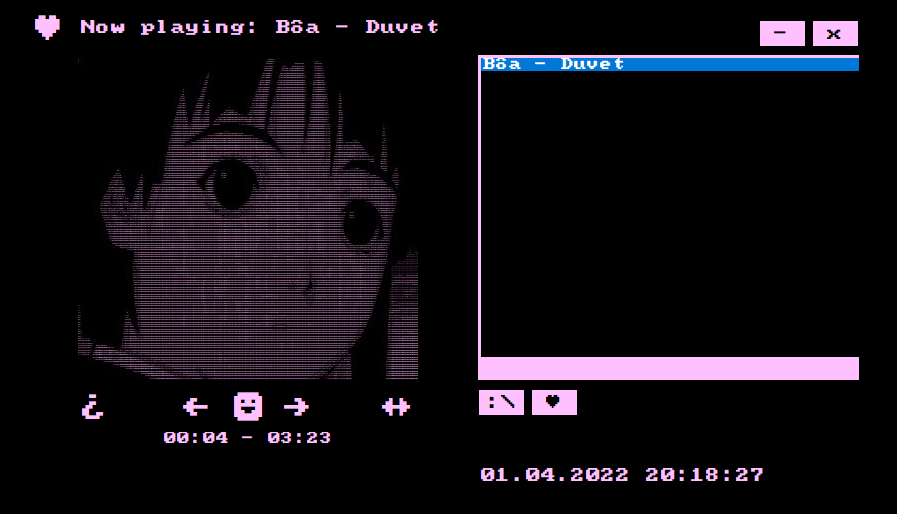 Now playing: Bôa - Duvet
- x
Bôa - Duvet
¿
00:04 - 03:23
:\
01.04.2022 20:18:27